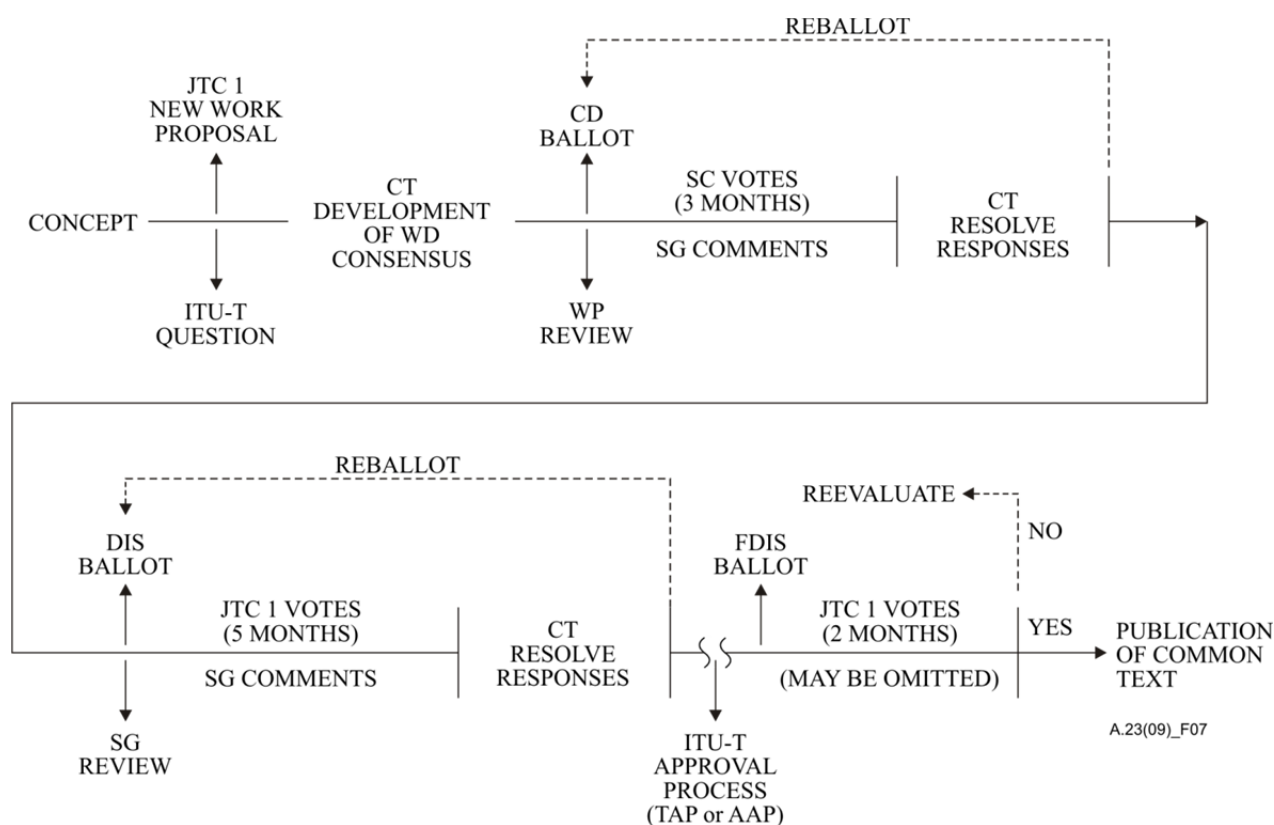 REBALLOT
JTC 1
NEW WORK
PROPOSAL
CD
BALLOT
CONCEPT
CT
DEVELOPMENT
OF WD
CONSENSUS
SC VOTES
(3 MONTHS)
SG COMMENTS
CT
RESOLVE
RESPONSES
ITU-T
QUESTION
WP
REVIEW
REBALLOT
REEVALUATE
NO
DIS
BALLOT
FDIS
BALLOT
JTC 1 VOTES
(5 MONTHS)
SG COMMENTS
CT
RESOLVE
RESPONSES
JTC 1 VOTES
(2 MONTHS)
(MAY BE OMITTED)
YES
PUBLICATION
OF COMMON
TEXT
SG
REVIEW
ITU-T
APPROVAL
PROCESS
(TAP or AAP)
A.23(09)_F07